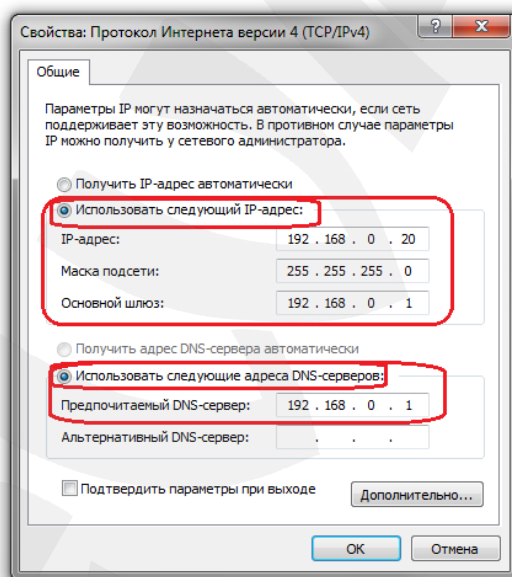 Свойства: Протокол Интернета версии 4 (TCP/IPv4)
?
Общие
Параметры IP могут назначаться автоматически, если сеть
поддерживает эту возможность. В противном случае параметры
IP можно получить у сетевого администратора.
Получить IP-адрес автоматически
Использовать следующий IP-адрес:
IP-адрес: 192 . 168 . 0 . 20
Маска подсети: 255 . 255 . 255 . 0
Основной шлюз: 192 . 168 . 0 . 1
Получить адрес DNS-сервера автоматически
Использовать следующие адреса DNS-серверов:
Предпочитаемый DNS-сервер: 192 . 168 . 0 . 1
Альтернативный DNS-сервер: . . .
Подтвердить параметры при выходе
Дополнительно...
ОК Отмена